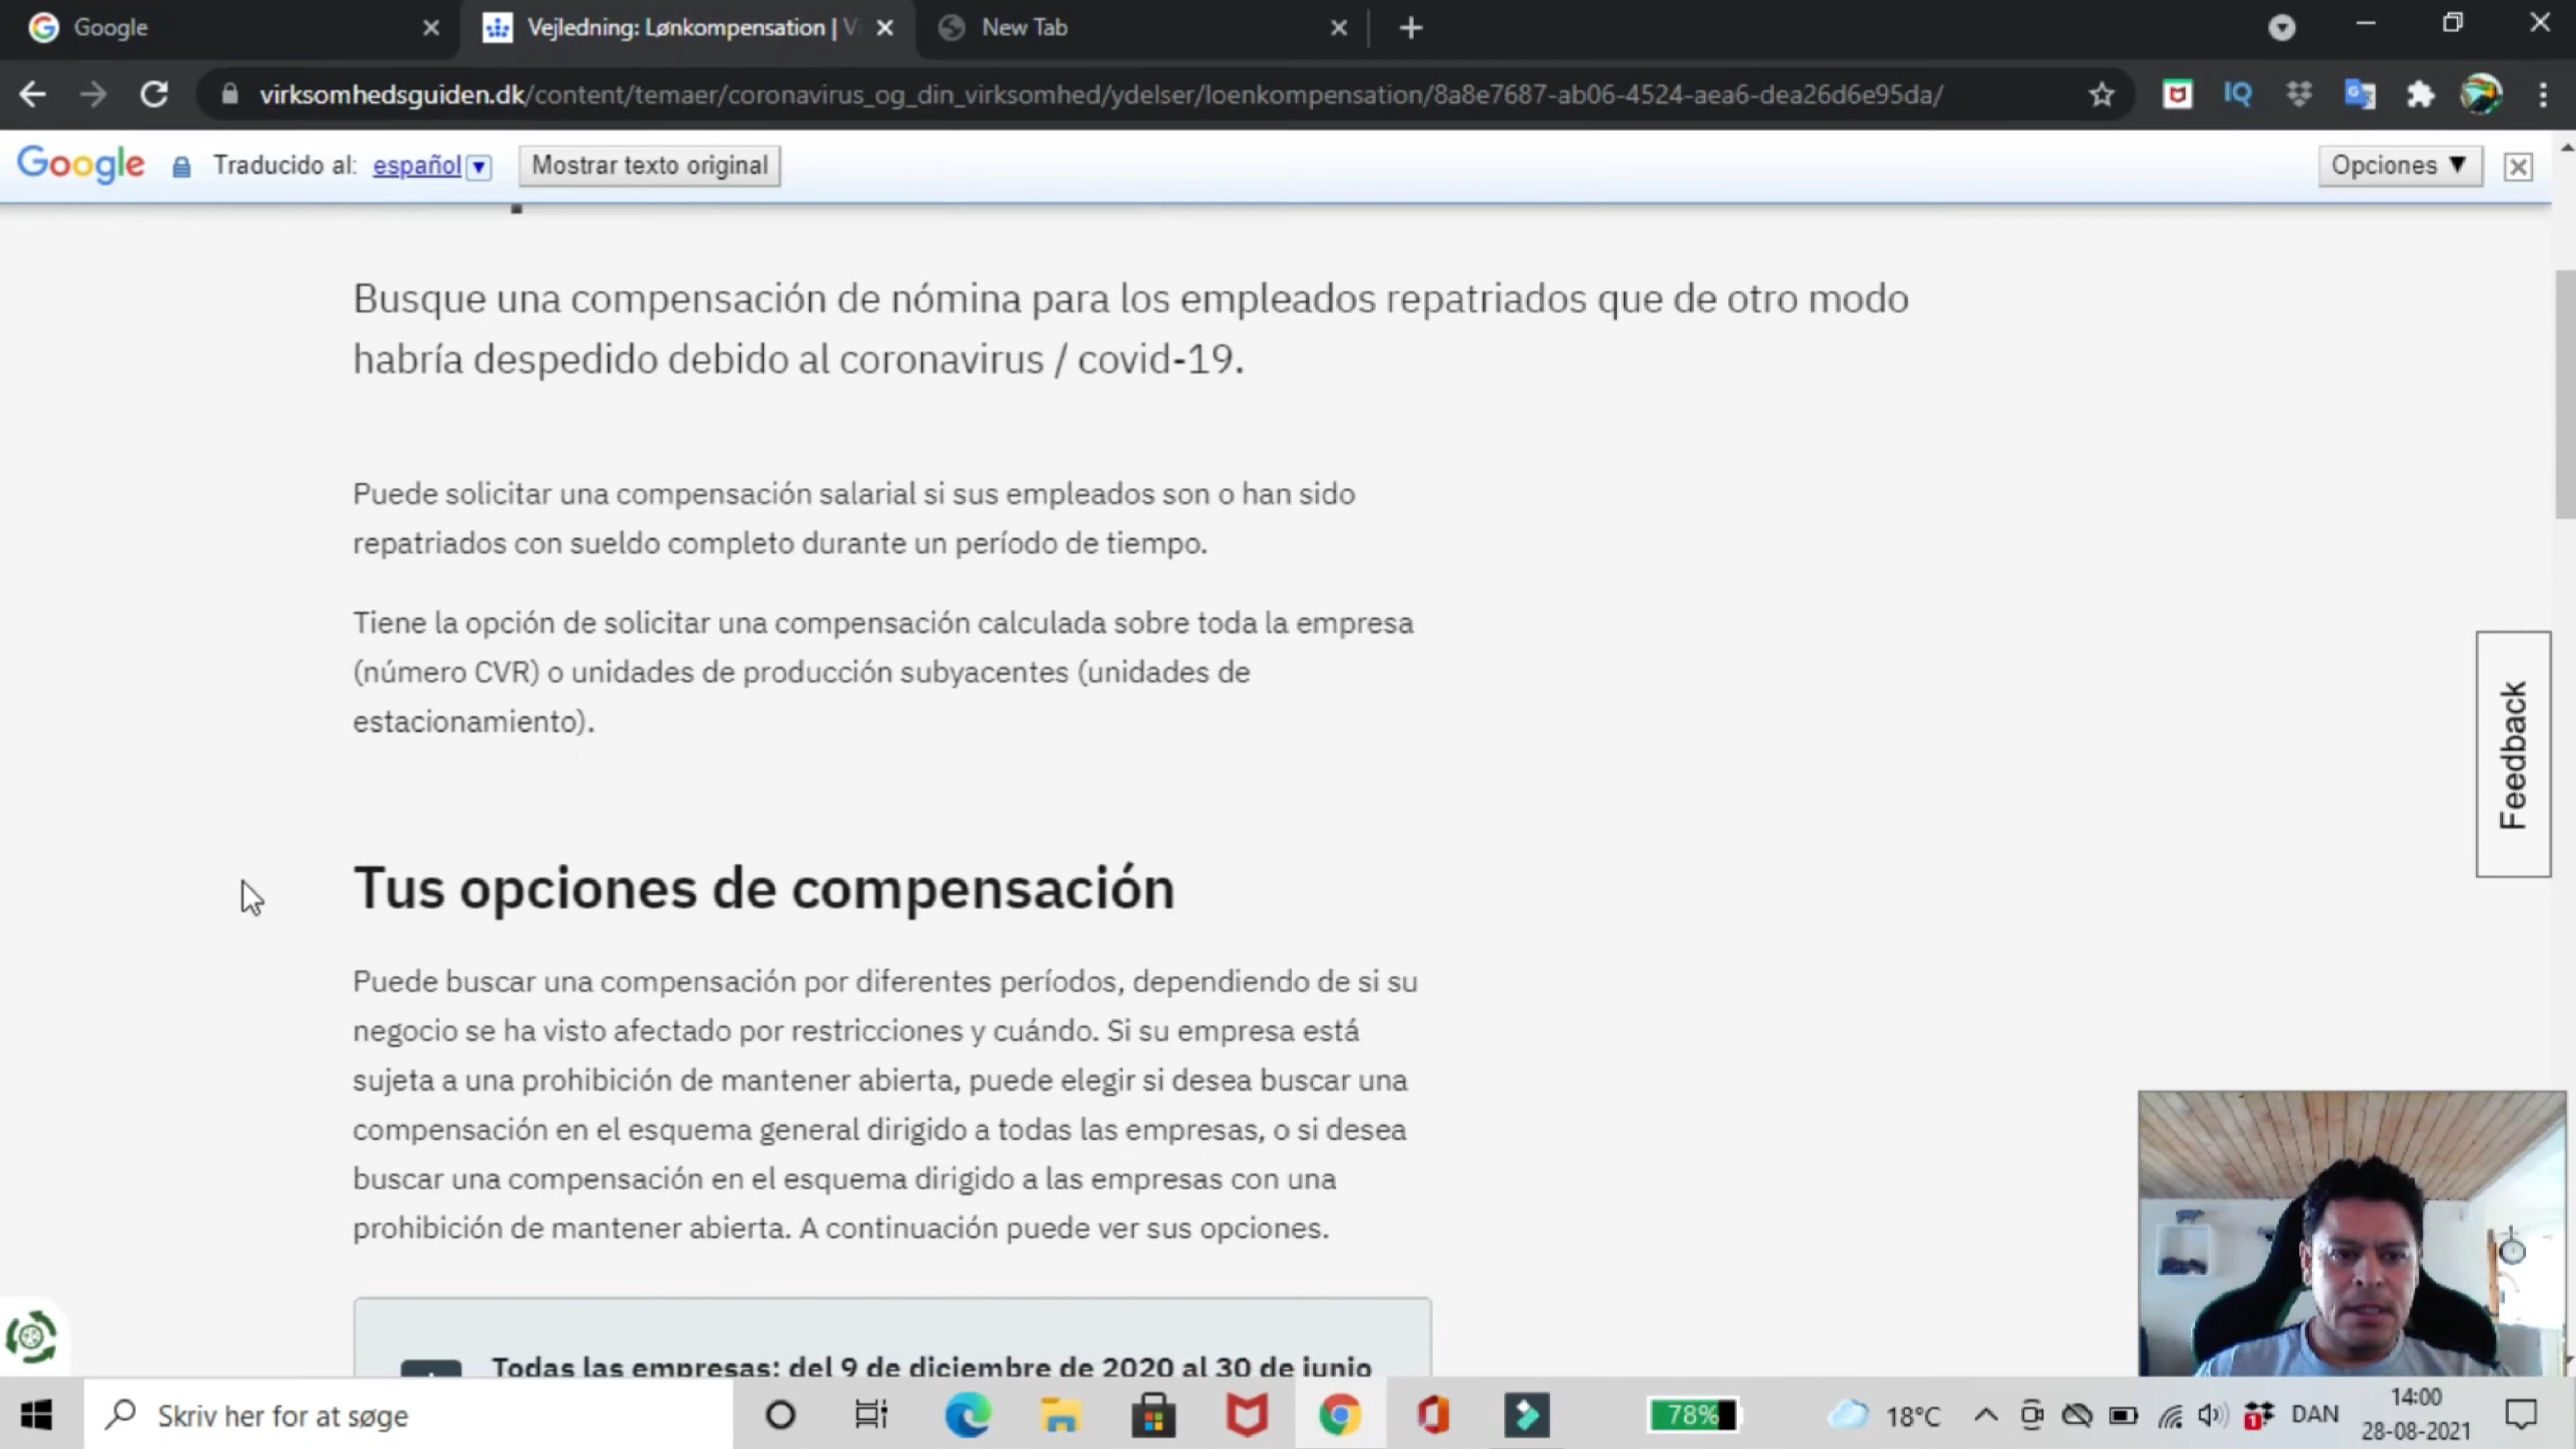 Google
Vejledning: Lønkompensation | Vi
New Tab
virksomhedsguiden.dk/content/temaer/coronavirus_og_din_virksomhed/ydelser/loenkompensation/8a8e7687-ab06-4524-aea6-dea26d6e95da/
IQ
Google Traducido al: español Mostrar texto original Opciones
Busque una compensación de nómina para los empleados repatriados que de otro modo
habría despedido debido al coronavirus / covid-19.
Puede solicitar una compensación salarial si sus empleados son o han sido
repatriados con sueldo completo durante un período de tiempo.
Tiene la opción de solicitar una compensación calculada sobre toda la empresa
(número CVR) o unidades de producción subyacentes (unidades de
estacionamiento).
Feedback
Tus opciones de compensación
Puede buscar una compensación por diferentes períodos, dependiendo de si su
negocio se ha visto afectado por restricciones y cuándo. Si su empresa está
sujeta a una prohibición de mantener abierta, puede elegir si desea buscar una
compensación en el esquema general dirigido a todas las empresas, o si desea
buscar una compensación en el esquema dirigido a las empresas con una
prohibición de mantener abierta. A continuación puede ver sus opciones.
Todas las empresas: del 9 de diciembre de 2020 al 30 de junio
Skriv her for at søge
78%
18°C
1
DAN
14:00
28-08-2021